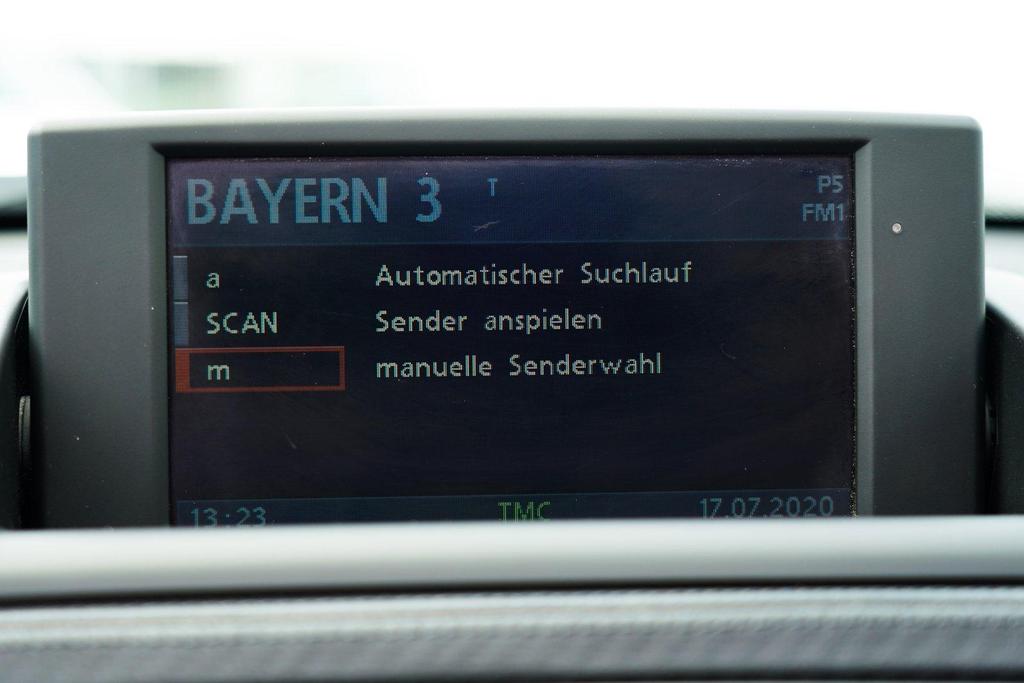 BAYERN 3 T P5
FM1
a Automatischer Suchlauf
SCAN Sender anspielen
m manuelle Senderwahl
13:23 TMC 17.07.2020